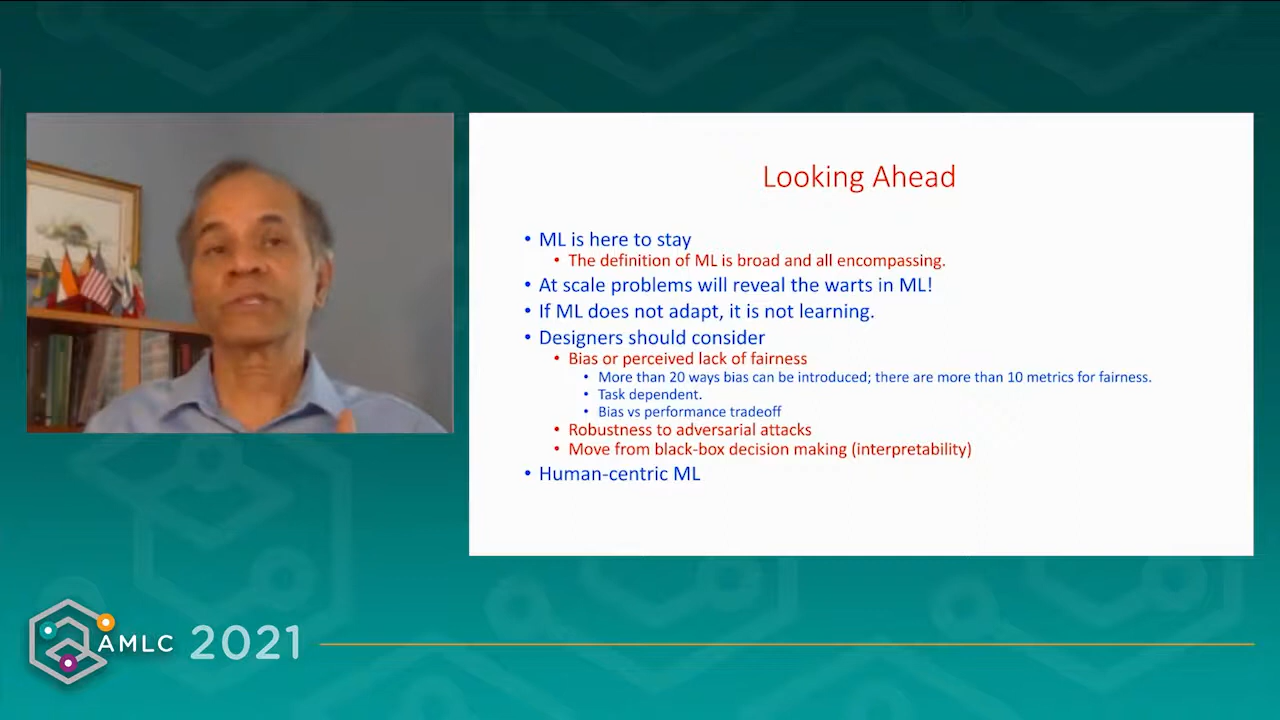 Looking Ahead
• ML is here to stay
• The definition of ML is broad and all encompassing.
• At scale problems will reveal the warts in ML!
• If ML does not adapt, it is not learning.
• Designers should consider
• Bias or perceived lack of fairness
• More than 20 ways bias can be introduced; there are more than 10 metrics for fairness.
• Task dependent.
• Bias vs performance tradeoff
• Robustness to adversarial attacks
• Move from black-box decision making (interpretability)
• Human-centric ML
AMLC 2021